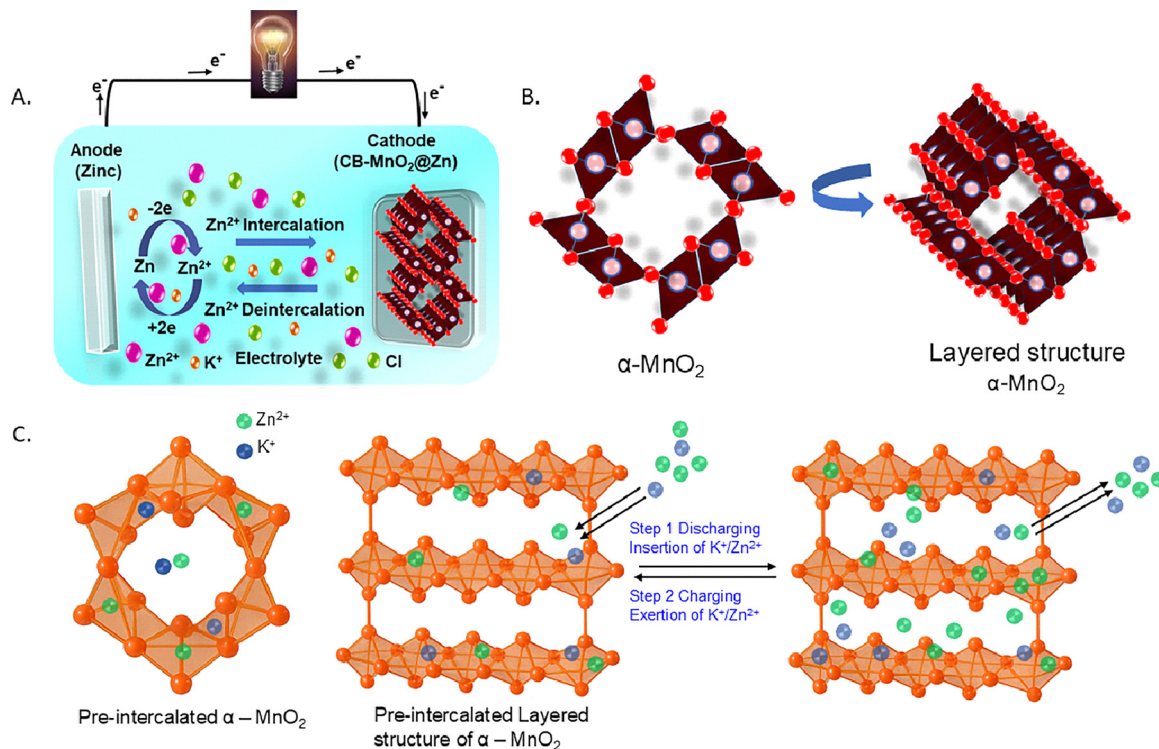 A.
e⁻
e⁻
e⁻
e⁻
Anode
(Zinc)
Cathode
(CB-MnO₂@Zn)
-2e
Zn²⁺ Intercalation
Zn
Zn²⁺
Zn²⁺ Deintercalation
+2e
Zn²⁺
K⁺
Electrolyte
Cl
B.
α-MnO₂
Layered structure
α-MnO₂
C.
Zn²⁺
K⁺
Step 1 Discharging
Insertion of K⁺/Zn²⁺
Step 2 Charging
Exertion of K⁺/Zn²⁺
Pre-intercalated α – MnO₂
Pre-intercalated Layered
structure of α – MnO₂